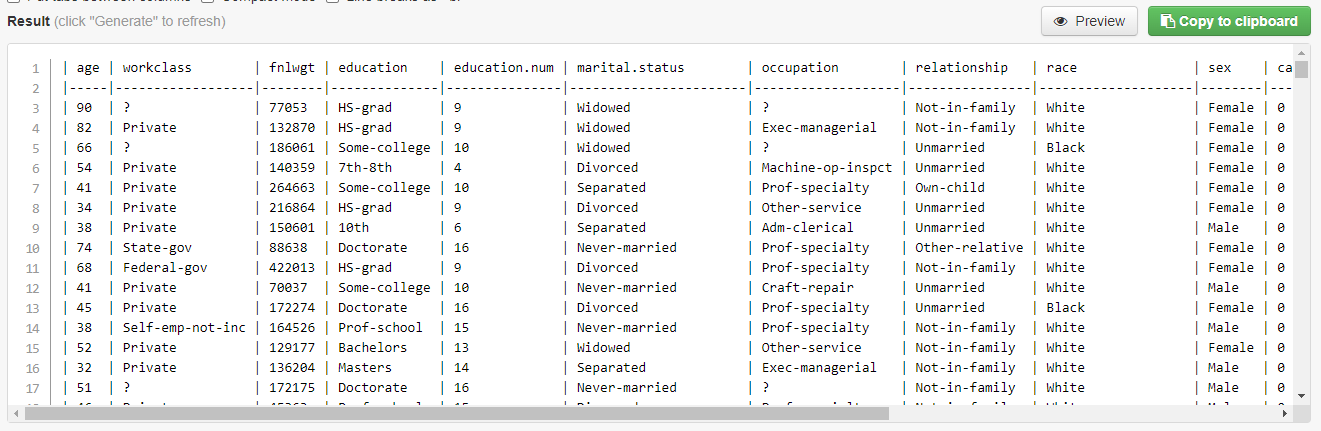 Result (click "Generate" to refresh) Preview Copy to clipboard
1 | age | workclass | fnlwgt | education | education.num | marital.status | occupation | relationship | race | sex | ca
2 |-----|------------------|--------|--------------|---------------|-----------------------|-------------------|----------------|--------------------|--------|---
3 | 90 | ? | 77053 | HS-grad | 9 | Widowed | ? | Not-in-family | White | Female | 0
4 | 82 | Private | 132870 | HS-grad | 9 | Widowed | Exec-managerial | Not-in-family | White | Female | 0
5 | 66 | ? | 186061 | Some-college | 10 | Widowed | ? | Unmarried | Black | Female | 0
6 | 54 | Private | 140359 | 7th-8th | 4 | Divorced | Machine-op-inspct | Unmarried | White | Female | 0
7 | 41 | Private | 264663 | Some-college | 10 | Separated | Prof-specialty | Own-child | White | Female | 0
8 | 34 | Private | 216864 | HS-grad | 9 | Divorced | Other-service | Unmarried | White | Female | 0
9 | 38 | Private | 150601 | 10th | 6 | Separated | Adm-clerical | Unmarried | White | Male | 0
10 | 74 | State-gov | 88638 | Doctorate | 16 | Never-married | Prof-specialty | Other-relative | White | Female | 0
11 | 68 | Federal-gov | 422013 | HS-grad | 9 | Divorced | Prof-specialty | Not-in-family | White | Female | 0
12 | 41 | Private | 70037 | Some-college | 10 | Never-married | Craft-repair | Unmarried | White | Male | 0
13 | 45 | Private | 172274 | Doctorate | 16 | Divorced | Prof-specialty | Unmarried | Black | Female | 0
14 | 38 | Self-emp-not-inc | 164526 | Prof-school | 15 | Never-married | Prof-specialty | Not-in-family | White | Male | 0
15 | 52 | Private | 129177 | Bachelors | 13 | Widowed | Other-service | Not-in-family | White | Female | 0
16 | 32 | Private | 136204 | Masters | 14 | Separated | Exec-managerial | Not-in-family | White | Male | 0
17 | 51 | ? | 172175 | Doctorate | 16 | Never-married | ? | Not-in-family | White | Male | 0